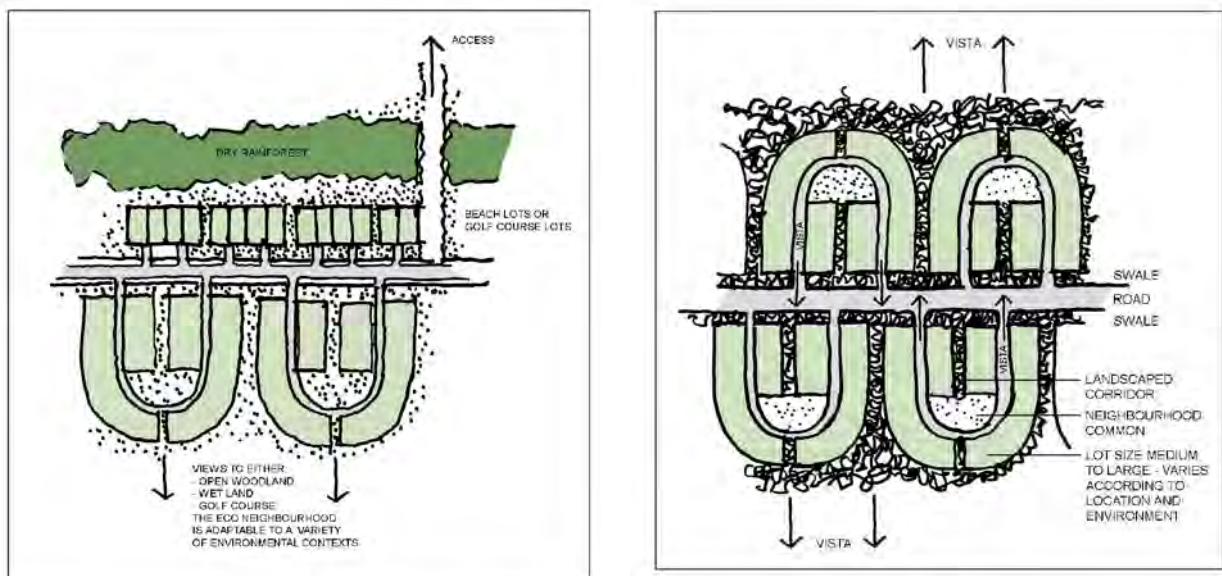 ACCESS
DRY RAINFOREST
BEACH LOTS OR
GOLF COURSE LOTS
VIEWS TO EITHER
- OPEN WOODLAND
- WET LAND
- GOLF COURSE
THE ECO NEIGHBOURHOOD
IS ADAPTABLE TO A VARIETY
OF ENVIRONMENTAL CONTEXTS
VISTA
VISTA
SWALE
ROAD
SWALE
VISTA
LANDSCAPED
CORRIDOR
NEIGHBOURHOOD
COMMON
LOT SIZE MEDIUM
TO LARGE - VARIES
ACCORDING TO
LOCATION AND
ENVIRONMENT
VISTA